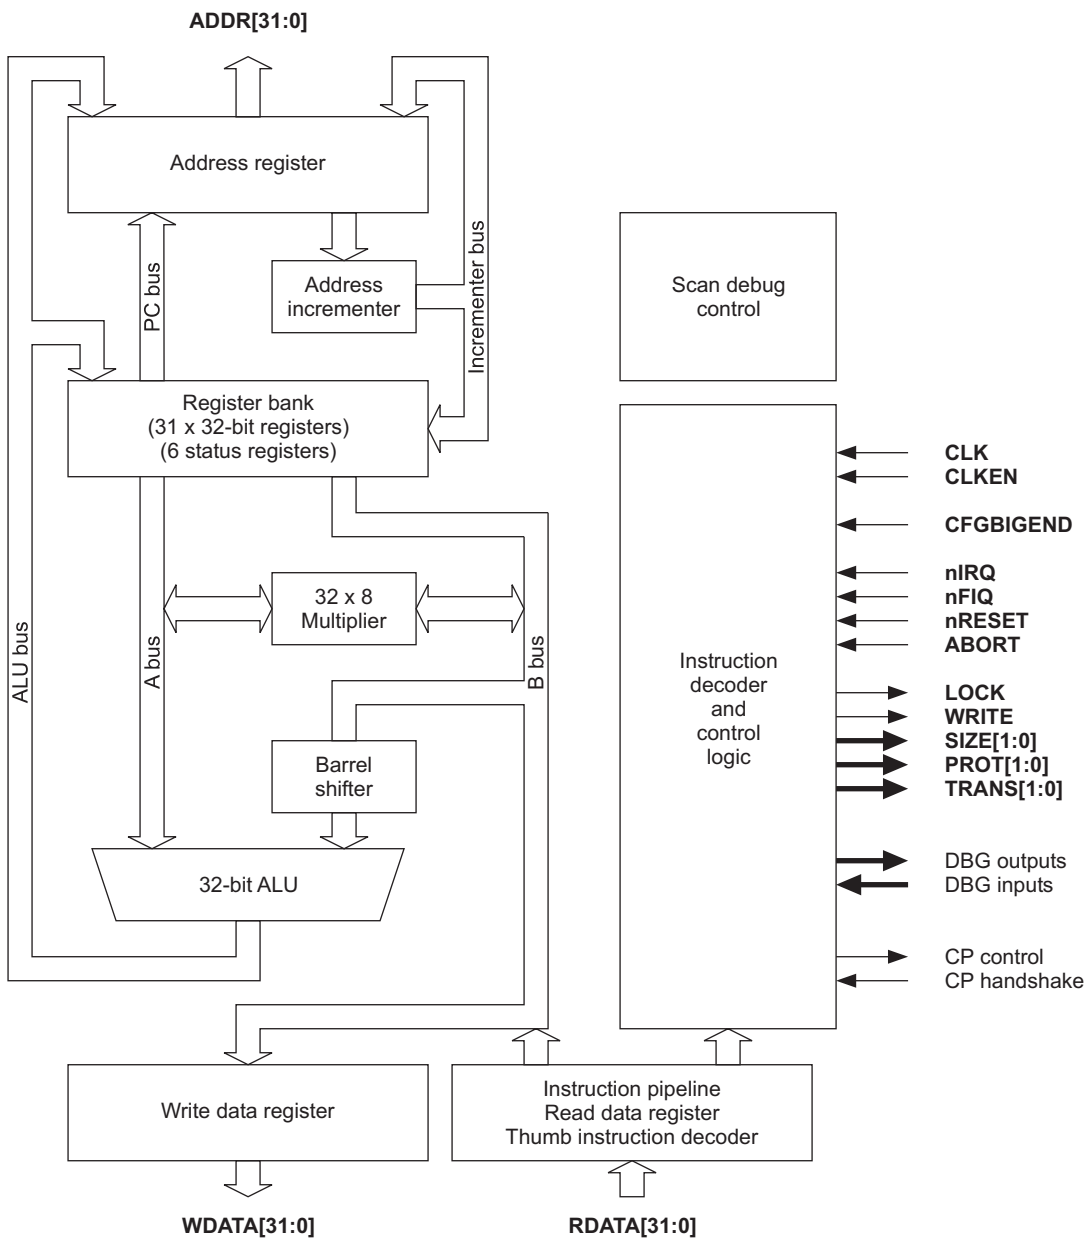 ADDR[31:0]
Address register
PC bus
Address
incrementer
Incrementer bus
Scan debug
control
Register bank
(31 x 32-bit registers)
(6 status registers)
ALU bus
A bus
32 x 8
Multiplier
B bus
Barrel
shifter
32-bit ALU
Instruction
decoder
and
control
logic
CLK
CLKEN
CFGBIGEND
nIRQ
nFIQ
nRESET
ABORT
LOCK
WRITE
SIZE[1:0]
PROT[1:0]
TRANS[1:0]
DBG outputs
DBG inputs
CP control
CP handshake
Write data register
Instruction pipeline
Read data register
Thumb instruction decoder
WDATA[31:0]
RDATA[31:0]